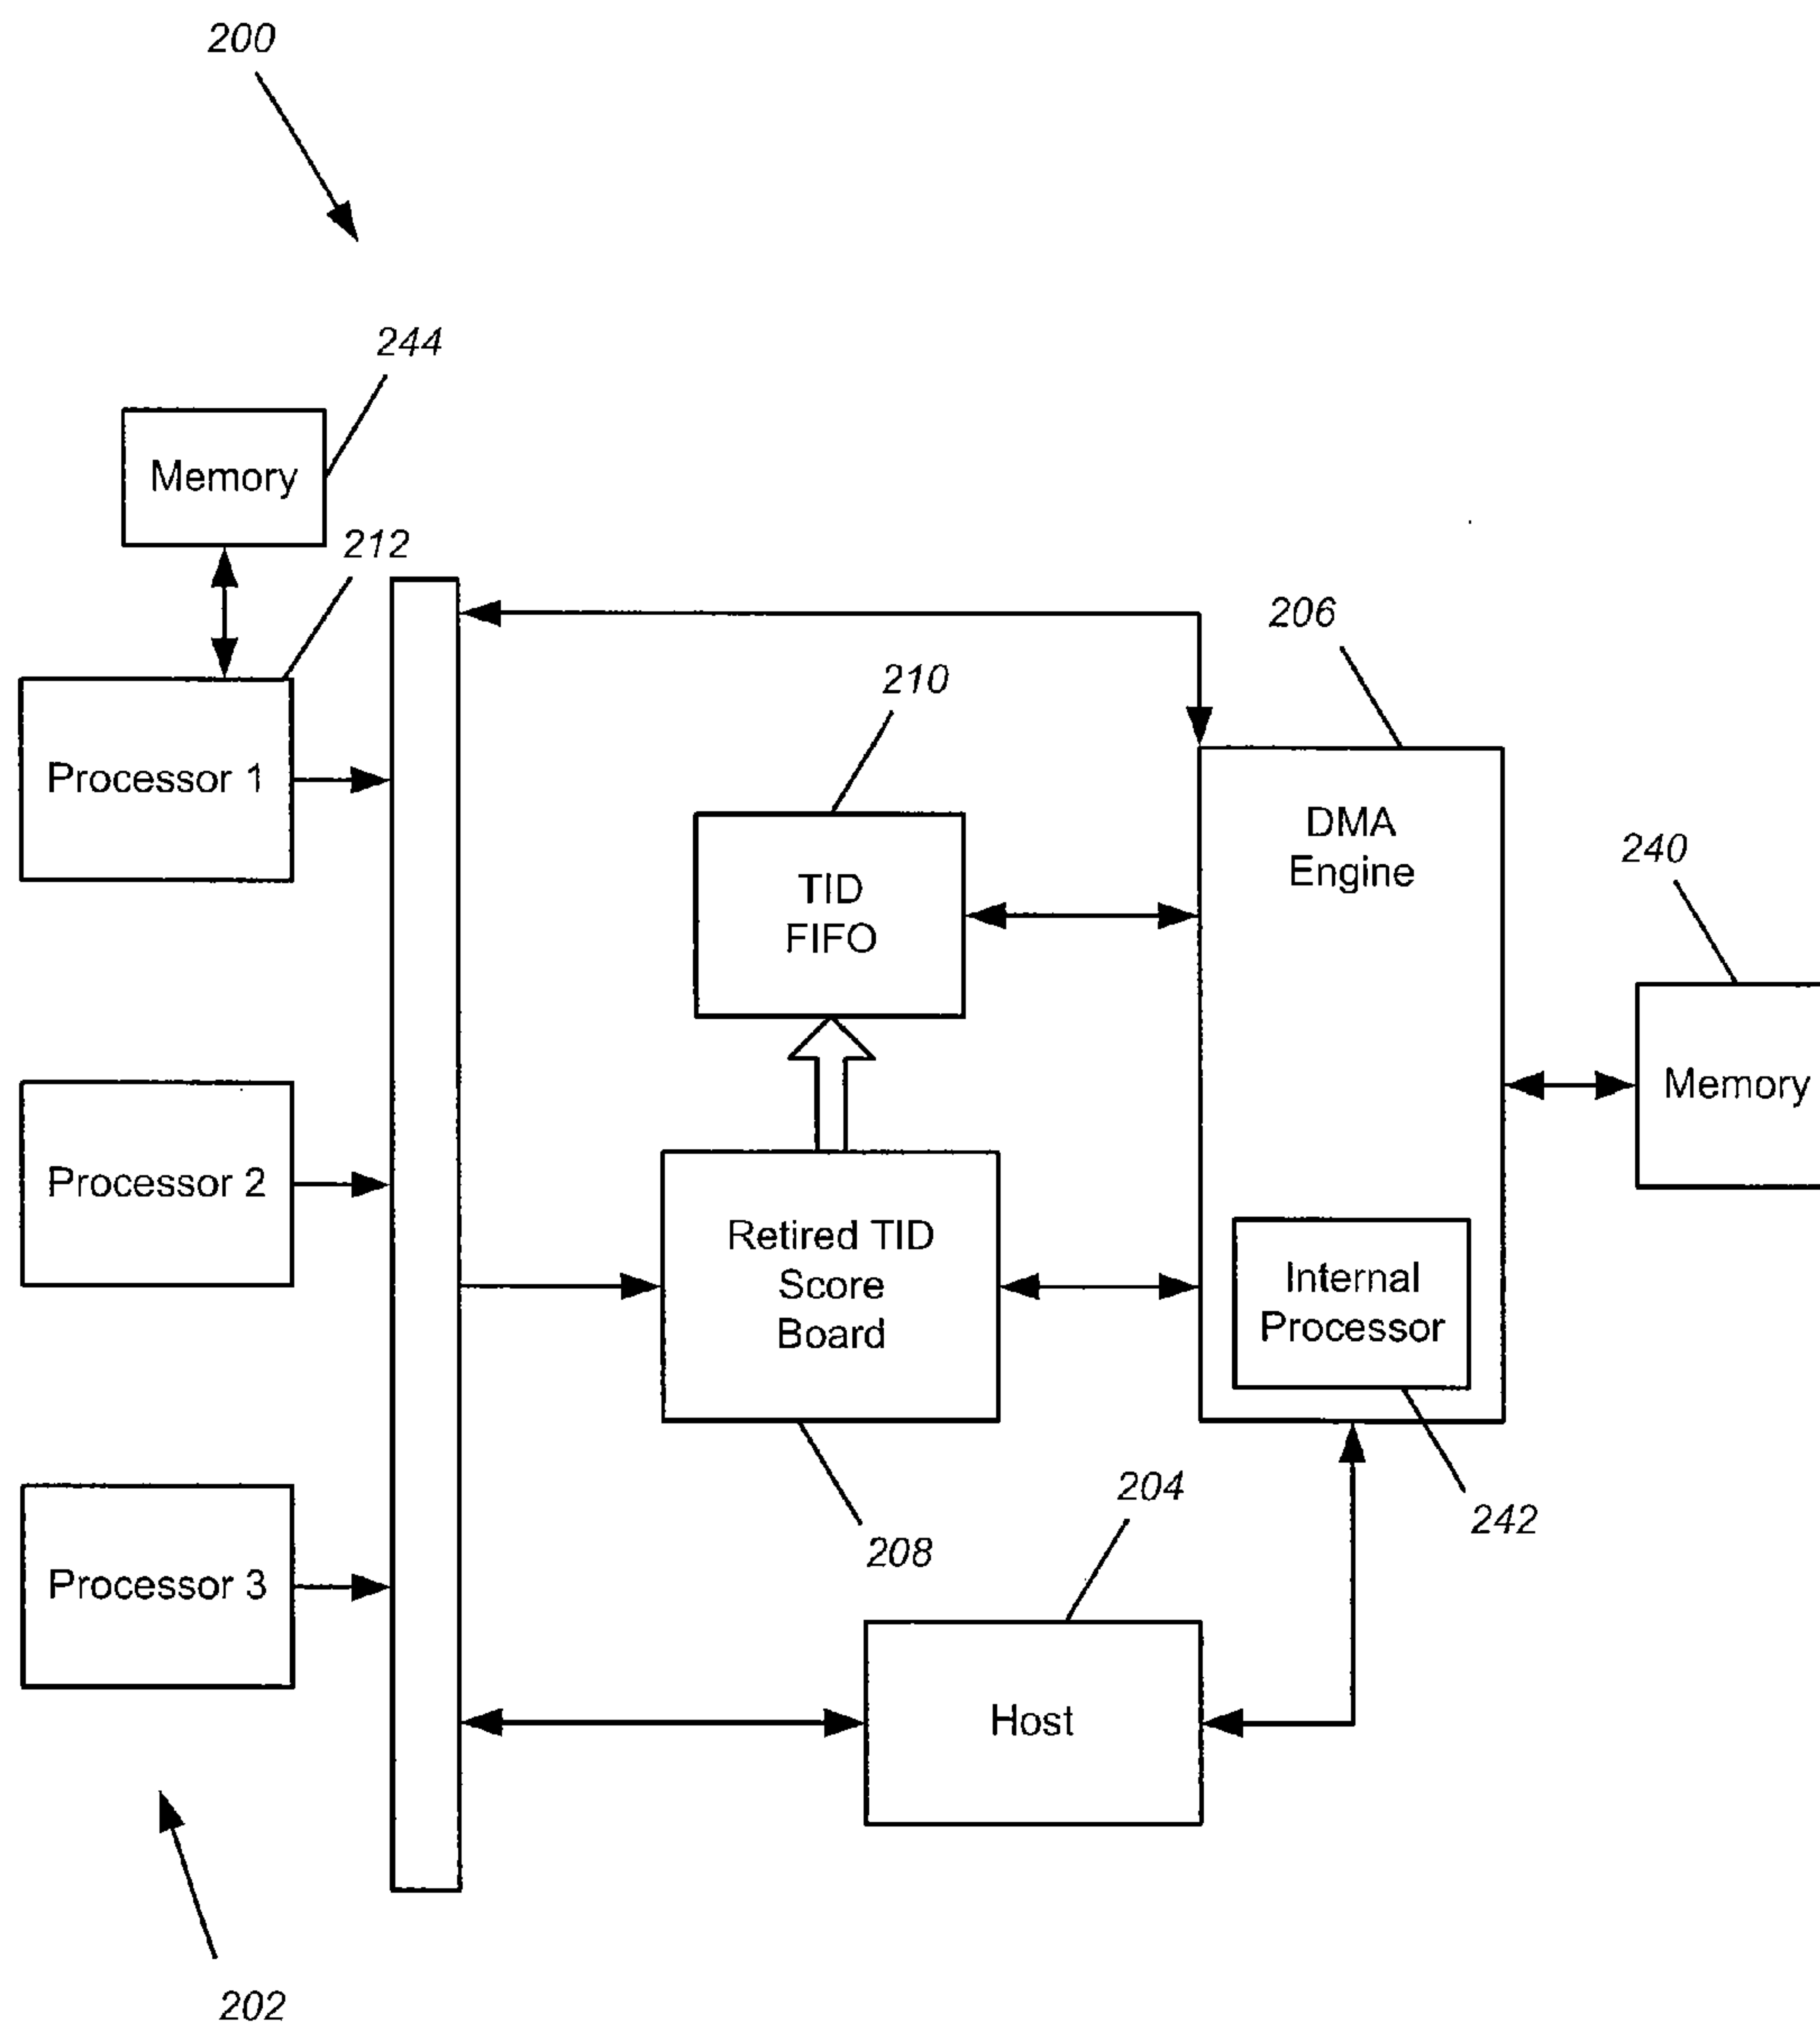 200
244
Memory
212
206
210
Processor 1
DMA
Engine
240
TID
FIFO
Memory
Processor 2
Retired TID
Score
Board
Internal
Processor
204
242
208
Processor 3
Host
202